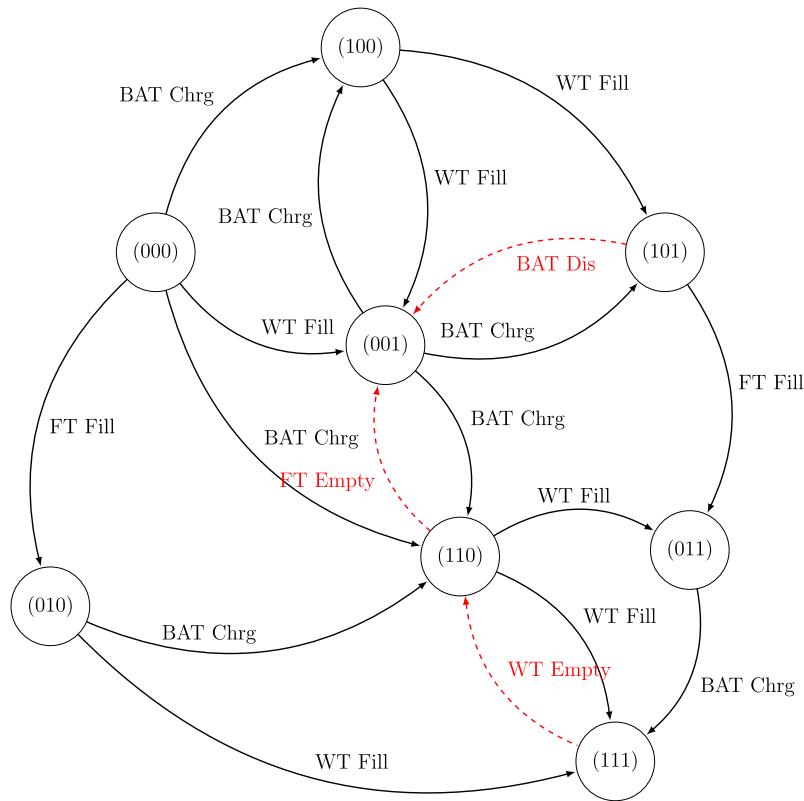 (100)
BAT Chrg
WT Fill
WT Fill
BAT Chrg
(000)
(101)
BAT Dis
WT Fill
BAT Chrg
(001)
FT Fill
BAT Chrg
FT Fill
BAT Chrg
FT Empty
WT Fill
(110)
(011)
(010)
WT Fill
BAT Chrg
WT Empty
BAT Chrg
WT Fill
(111)